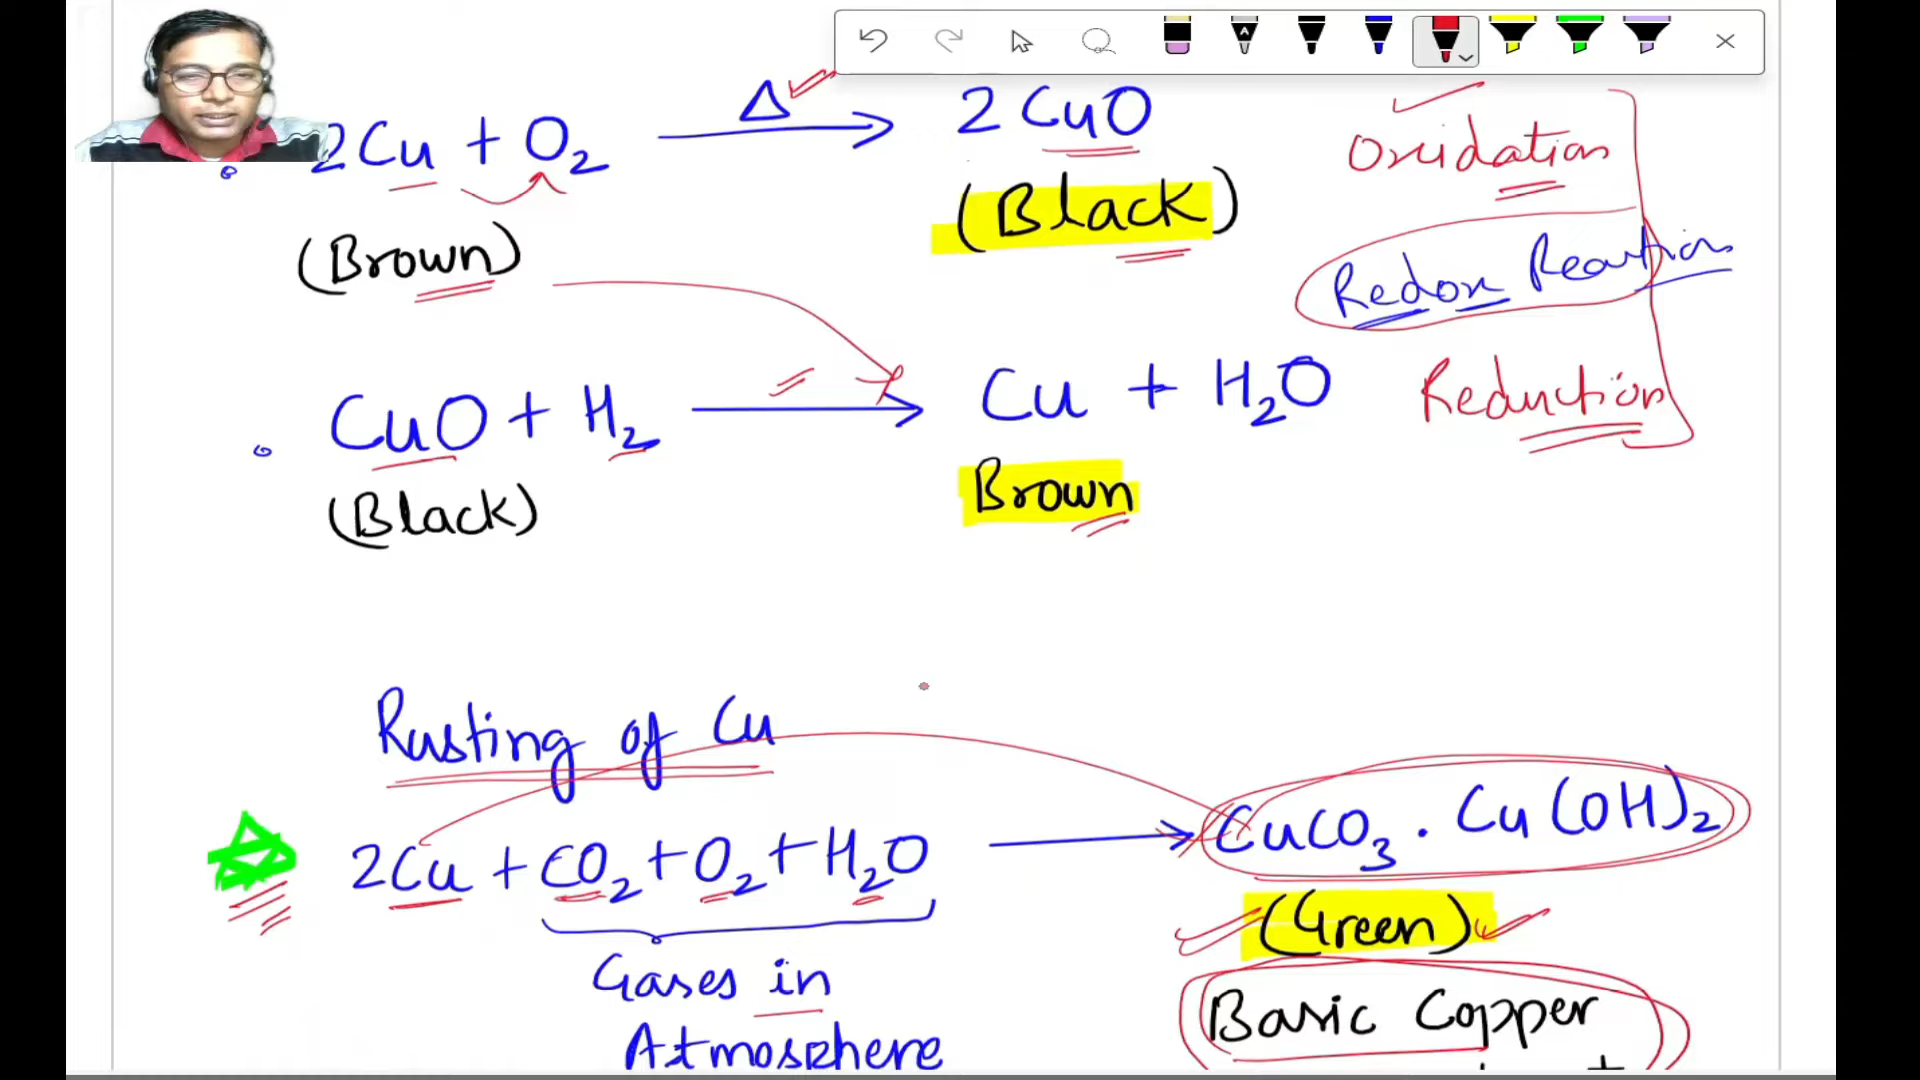 2Cu + O₂ —Δ→ 2CuO Oxidation
(Brown) (Black)
Redox Reaction
CuO + H₂ → Cu + H₂O Reduction
(Black) Brown
Rusting of Cu
2Cu + CO₂ + O₂ + H₂O → CuCO₃ . Cu(OH)₂
(Green)
Gases in
Atmosphere
Basic Copper